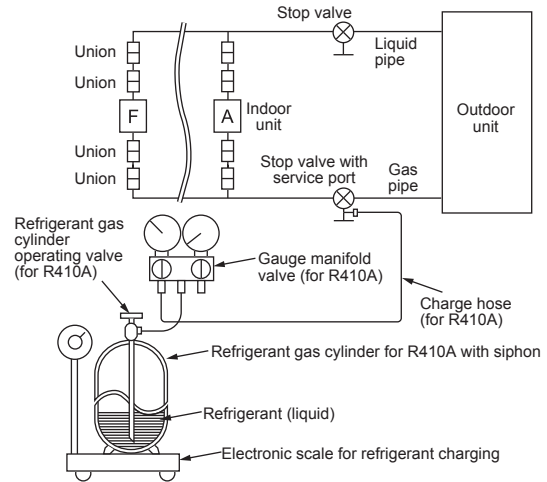 Stop valve
Liquid
pipe
Union
Union
F
A
Indoor
unit
Outdoor
unit
Union
Union
Stop valve with
service port
Gas
pipe
Refrigerant gas
cylinder
operating valve
(for R410A)
Gauge manifold
valve (for R410A)
Charge hose
(for R410A)
Refrigerant gas cylinder for R410A with siphon
Refrigerant (liquid)
Electronic scale for refrigerant charging